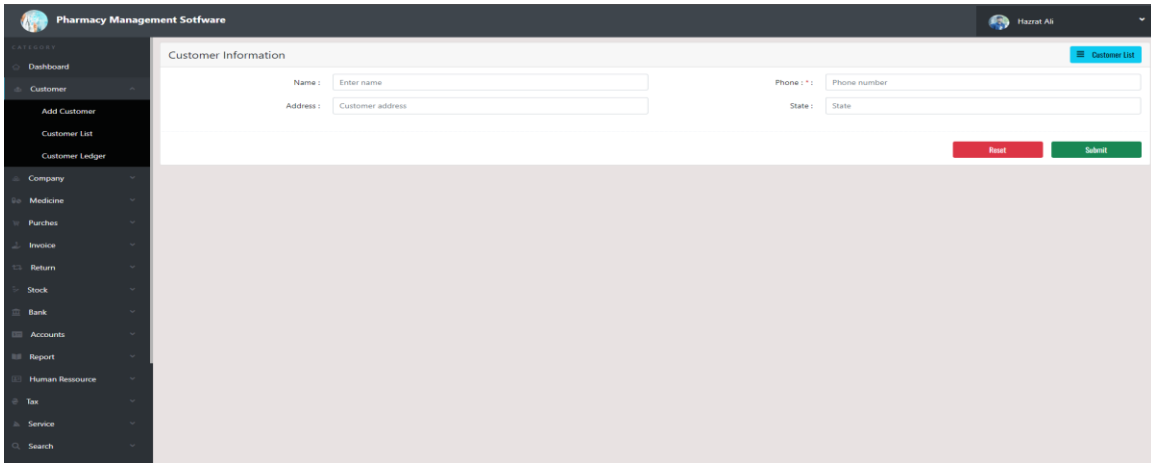 Pharmacy Management Sotfware
Hazrat Ali
CATEGORY
Dashboard
Customer
Add Customer
Customer List
Customer Ledger
Company
Medicine
Purches
Invoice
Return
Stock
Bank
Accounts
Report
Human Ressource
Tax
Service
Search
Customer Information
Customer List
Name : Enter name
Phone : * : Phone number
Address : Customer address
State : State
Reset
Submit